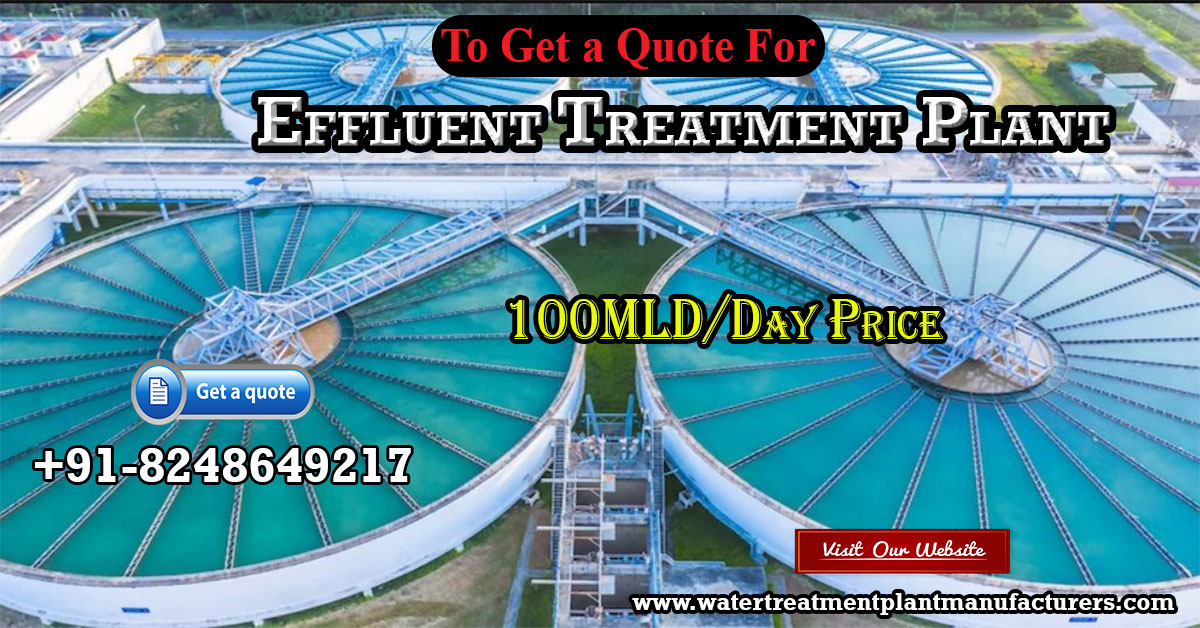 To Get a Quote For
Effluent Treatment Plant
100MLD/Day Price
Get a quote
+91-8248649217
Visit Our Website
www.watertreatmentplantmanufacturers.com